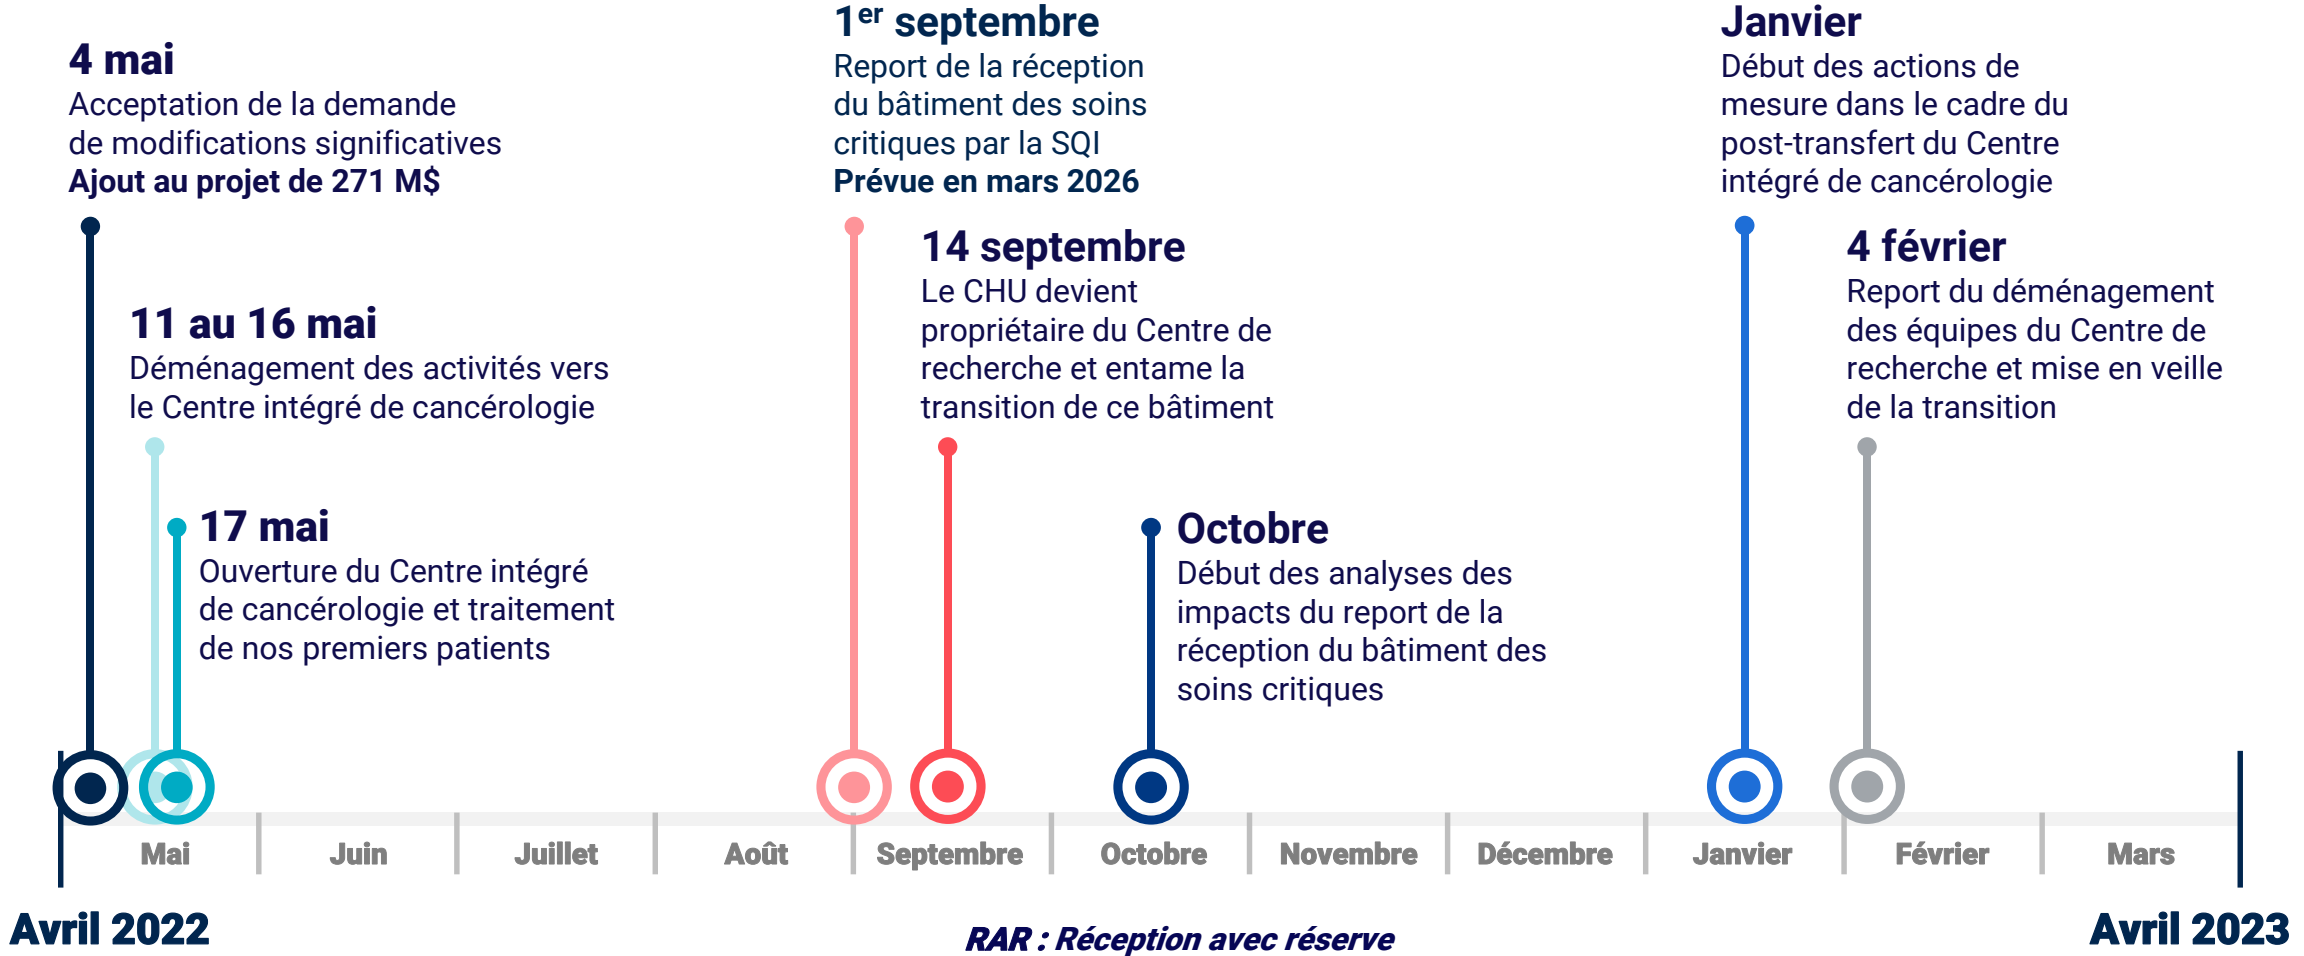 4 mai
Acceptation de la demande
de modifications significatives
Ajout au projet de 271 M$
11 au 16 mai
Déménagement des activités vers
le Centre intégré de cancérologie
17 mai
Ouverture du Centre intégré
de cancérologie et traitement
de nos premiers patients
1er septembre
Report de la réception
du bâtiment des soins
critiques par la SQI
Prévue en mars 2026
14 septembre
Le CHU devient
propriétaire du Centre de
recherche et entame la
transition de ce bâtiment
Octobre
Début des analyses des
impacts du report de la
réception du bâtiment des
soins critiques
Janvier
Début des actions de
mesure dans le cadre du
post-transfert du Centre
intégré de cancérologie
4 février
Report du déménagement
des équipes du Centre de
recherche et mise en veille
de la transition
Mai
Juin
Juillet
Août
Septembre
Octobre
Novembre
Décembre
Janvier
Février
Mars
Avril 2022
Avril 2023
RAR : Réception avec réserve